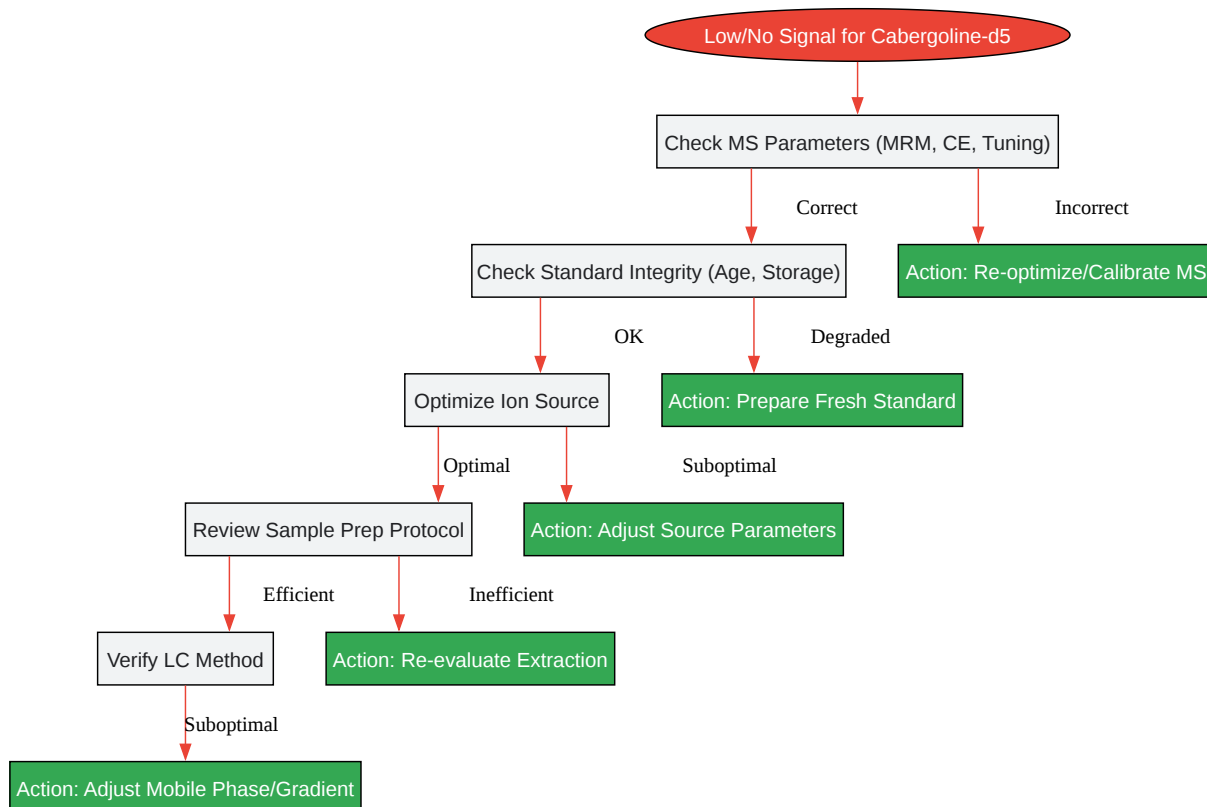 Low/No Signal for Cabergoline-d5
Check MS Parameters (MRM, CE, Tuning)
Correct
Incorrect
Check Standard Integrity (Age, Storage)
Action: Re-optimize/Calibrate MS
OK
Degraded
Optimize Ion Source
Action: Prepare Fresh Standard
Optimal
Suboptimal
Review Sample Prep Protocol
Action: Adjust Source Parameters
Efficient
Inefficient
Verify LC Method
Action: Re-evaluate Extraction
Suboptimal
Action: Adjust Mobile Phase/Gradient